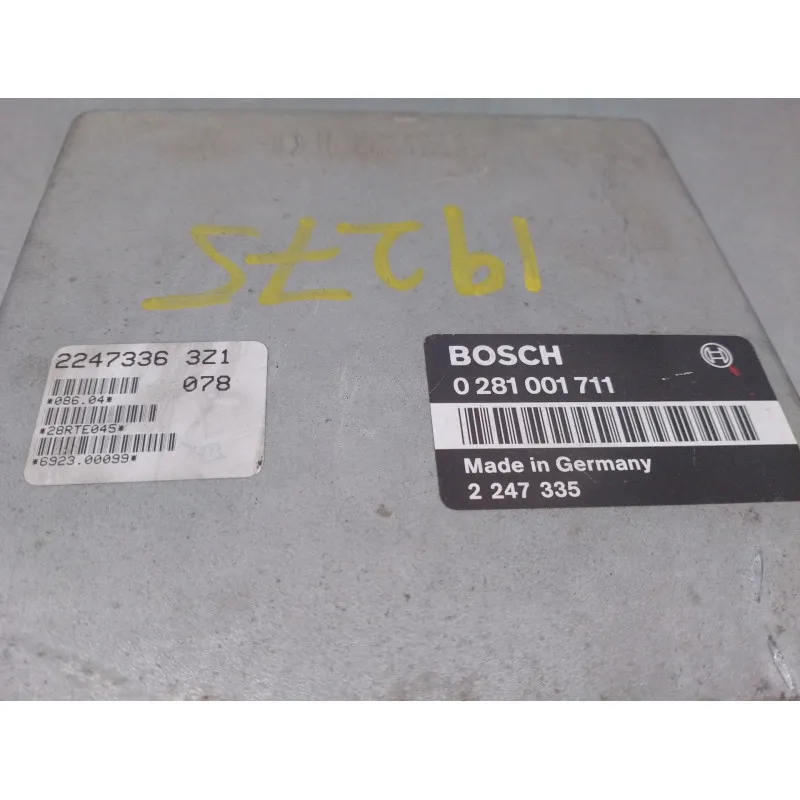 19275
2247336 3Z1
078
*086.04*
*28RTE045*
*6923.00099*
BOSCH
0 281 001 711
Made in Germany
2 247 335